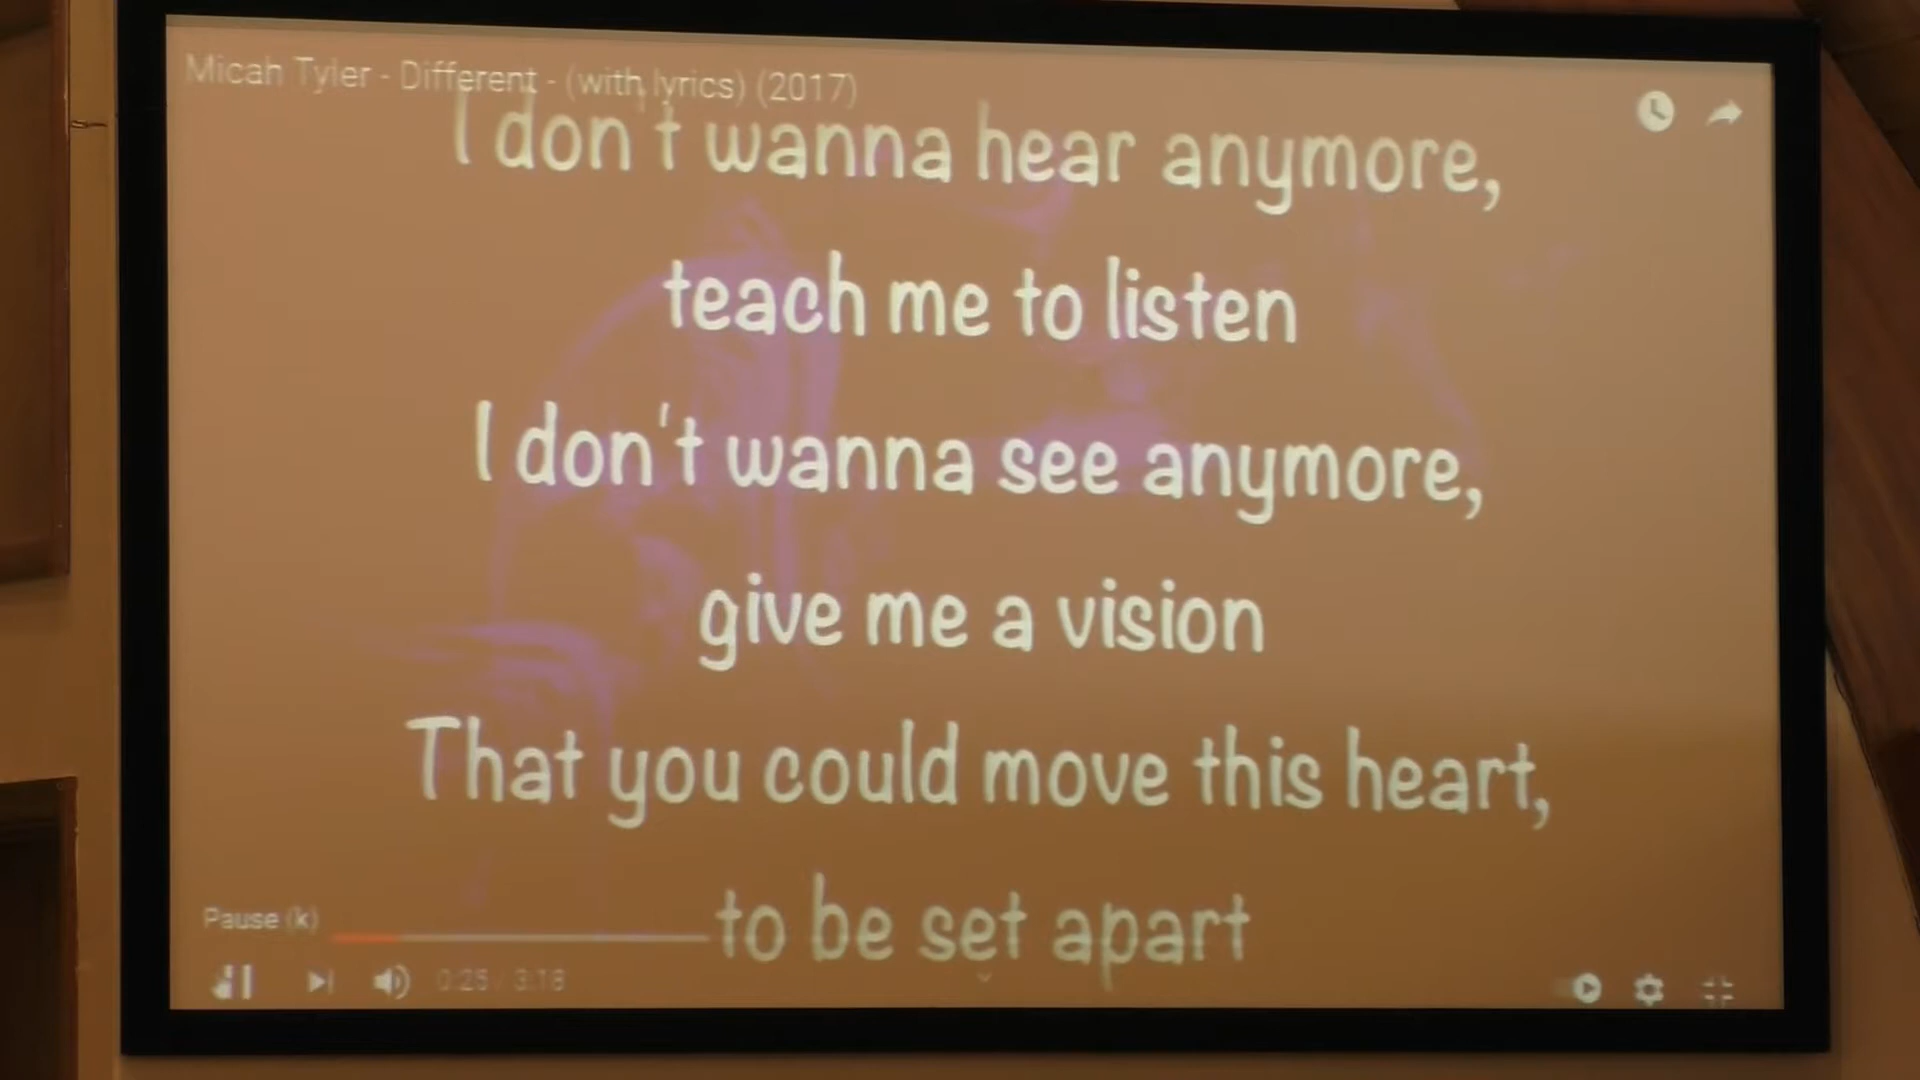 Micah Tyler - Different - (with lyrics) (2017)
I don't wanna hear anymore,
teach me to listen
I don't wanna see anymore,
give me a vision
That you could move this heart,
to be set apart
Pause (k)
0:25 / 3:18